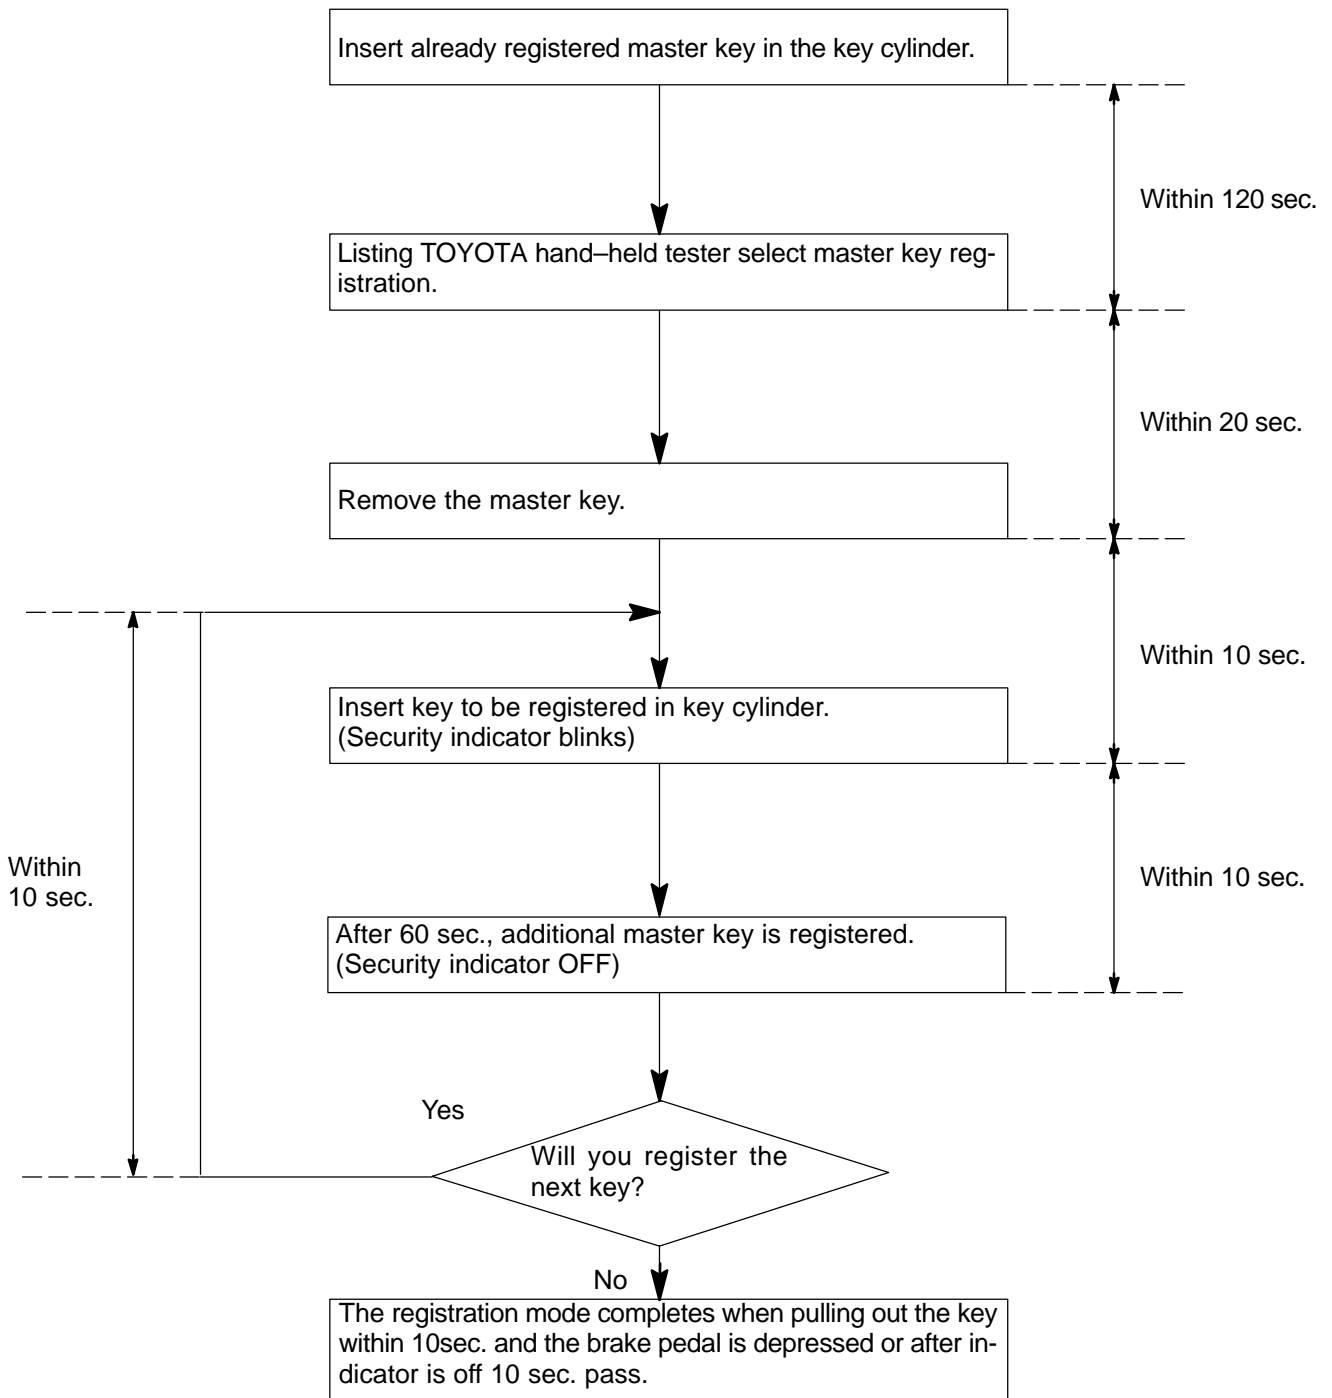 Insert already registered master key in the key cylinder.
Within 120 sec.
Listing TOYOTA hand–held tester select master key reg-
istration.
Within 20 sec.
Remove the master key.
Within 10 sec.
Insert key to be registered in key cylinder.
(Security indicator blinks)
Within
10 sec.
Within 10 sec.
After 60 sec., additional master key is registered.
(Security indicator OFF)
Yes
Will you register the
next key?
No
The registration mode completes when pulling out the key
within 10sec. and the brake pedal is depressed or after in-
dicator is off 10 sec. pass.